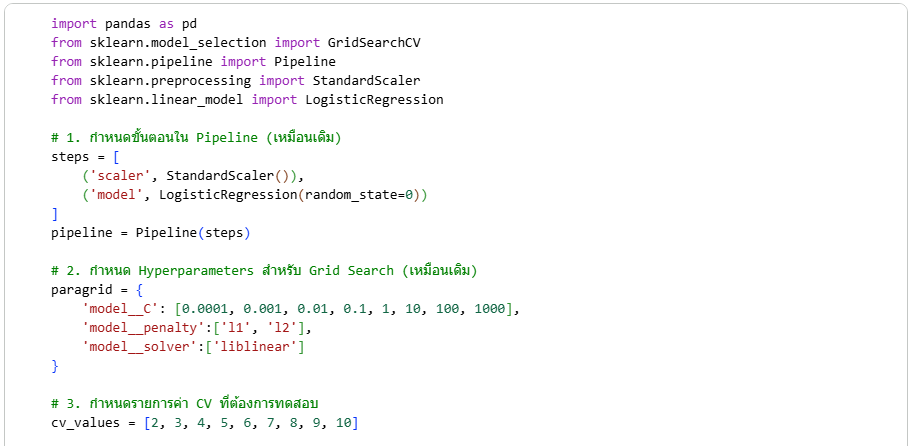 import pandas as pd
from sklearn.model_selection import GridSearchCV
from sklearn.pipeline import Pipeline
from sklearn.preprocessing import StandardScaler
from sklearn.linear_model import LogisticRegression
# 1. กำหนดขั้นตอนใน Pipeline (เหมือนเดิม)
steps = [
    ('scaler', StandardScaler()),
    ('model', LogisticRegression(random_state=0))
]
pipeline = Pipeline(steps)
# 2. กำหนด Hyperparameters สำหรับ Grid Search (เหมือนเดิม)
paragrid = {
    'model__C': [0.0001, 0.001, 0.01, 0.1, 1, 10, 100, 1000],
    'model__penalty':['l1', 'l2'],
    'model__solver':['liblinear']
}
# 3. กำหนดรายการค่า CV ที่ต้องการทดสอบ
cv_values = [2, 3, 4, 5, 6, 7, 8, 9, 10]